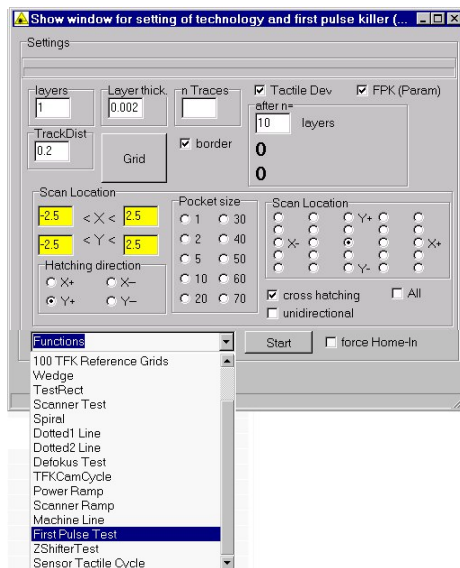 Show window for setting of technology and first pulse killer (...
Settings
layers
1
Layer thick.
0.002
n Traces
Tactile Dev
FPK (Param)
after n=
10 layers
0
0
TrackDist
0.2
Grid
border
Scan Location
-2.5 < X < 2.5
-2.5 < Y < 2.5
Hatching direction
X+ X-
Y+ Y-
Pocket size
1 30
2 40
5 50
10 60
20 70
Scan Location
Y+
X- X+
Y-
cross hatching All
unidirectional
Functions
Start
force Home-In
100 TFK Reference Grids
Wedge
TestRect
Scanner Test
Spiral
Dotted1 Line
Dotted2 Line
Defokus Test
TFKCamCycle
Power Ramp
Scanner Ramp
Machine Line
First Pulse Test
ZShifterTest
Sensor Tactile Cycle